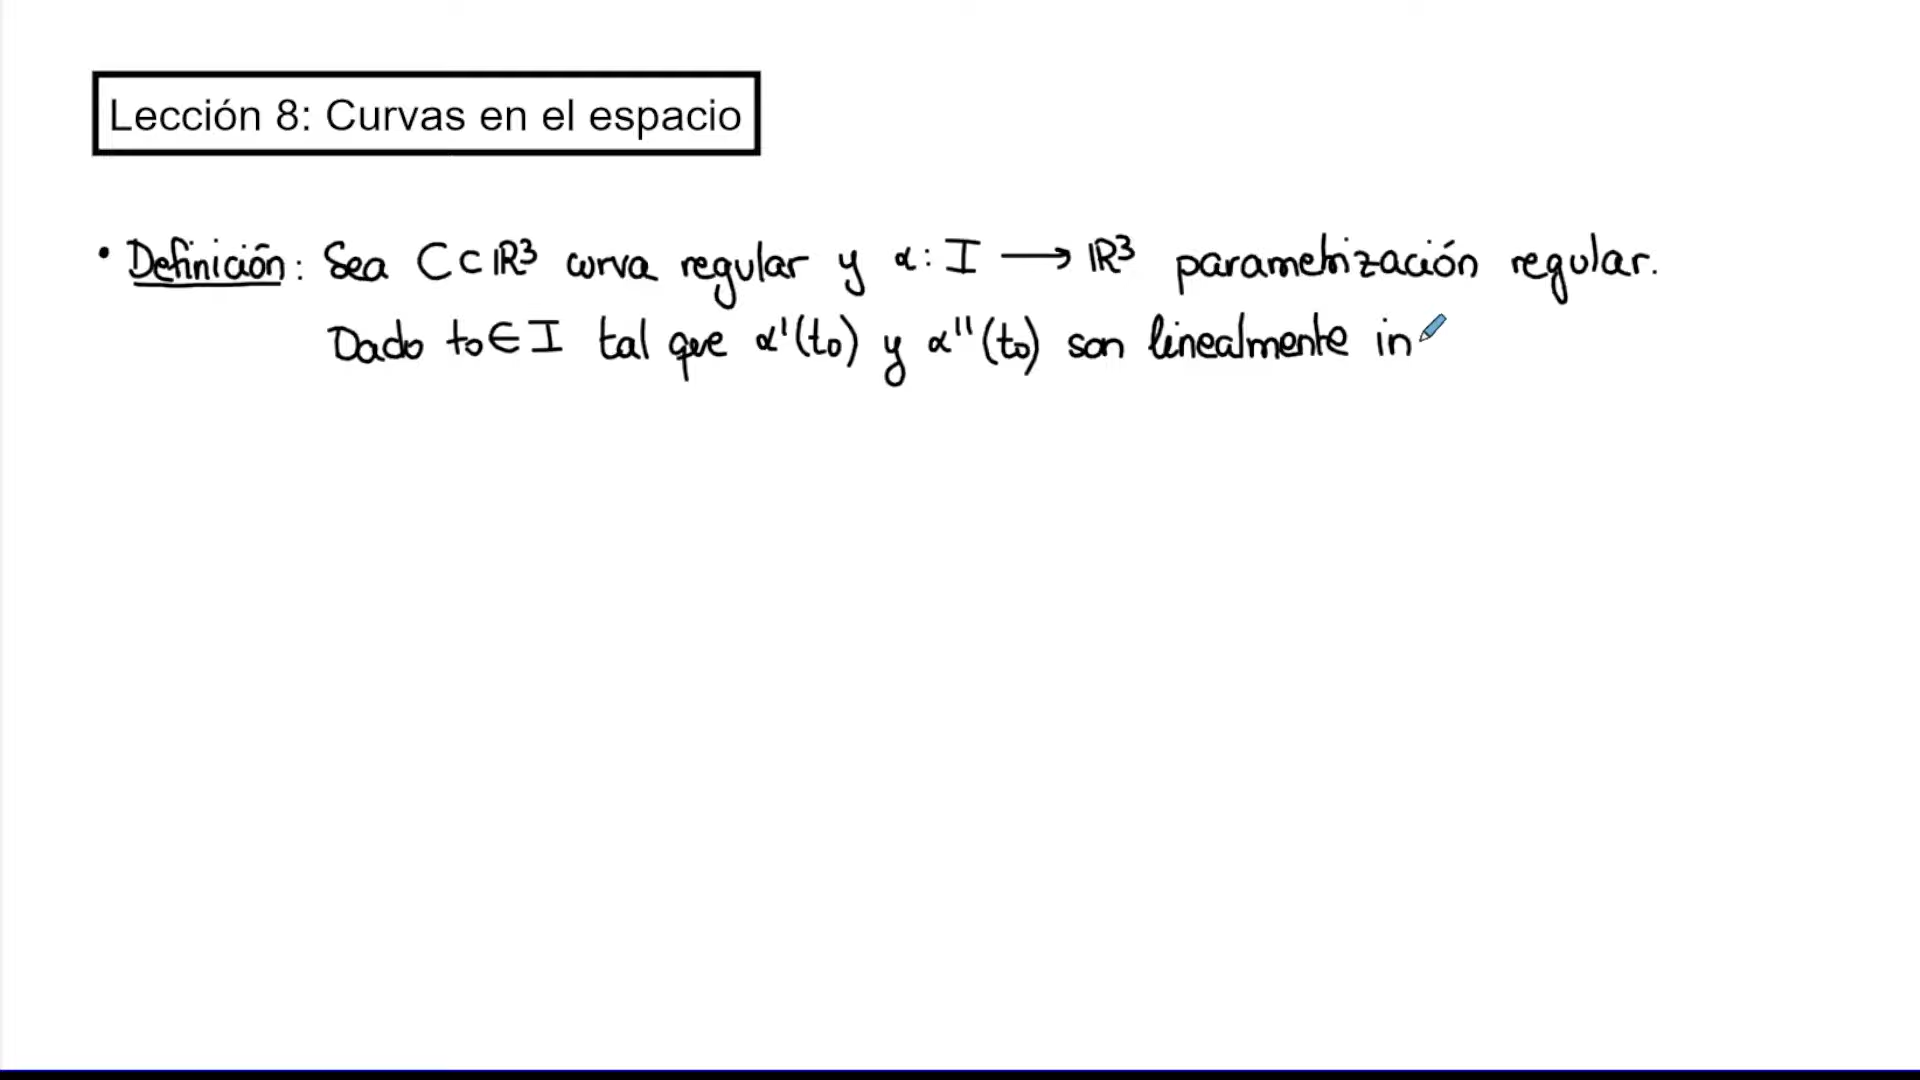 Lección 8: Curvas en el espacio
• Definición: Sea C⊂ℝ³ curva regular y α: I ⟶ ℝ³ parametrización regular.
Dado t₀∈I tal que α'(t₀) y α''(t₀) son linealmente in